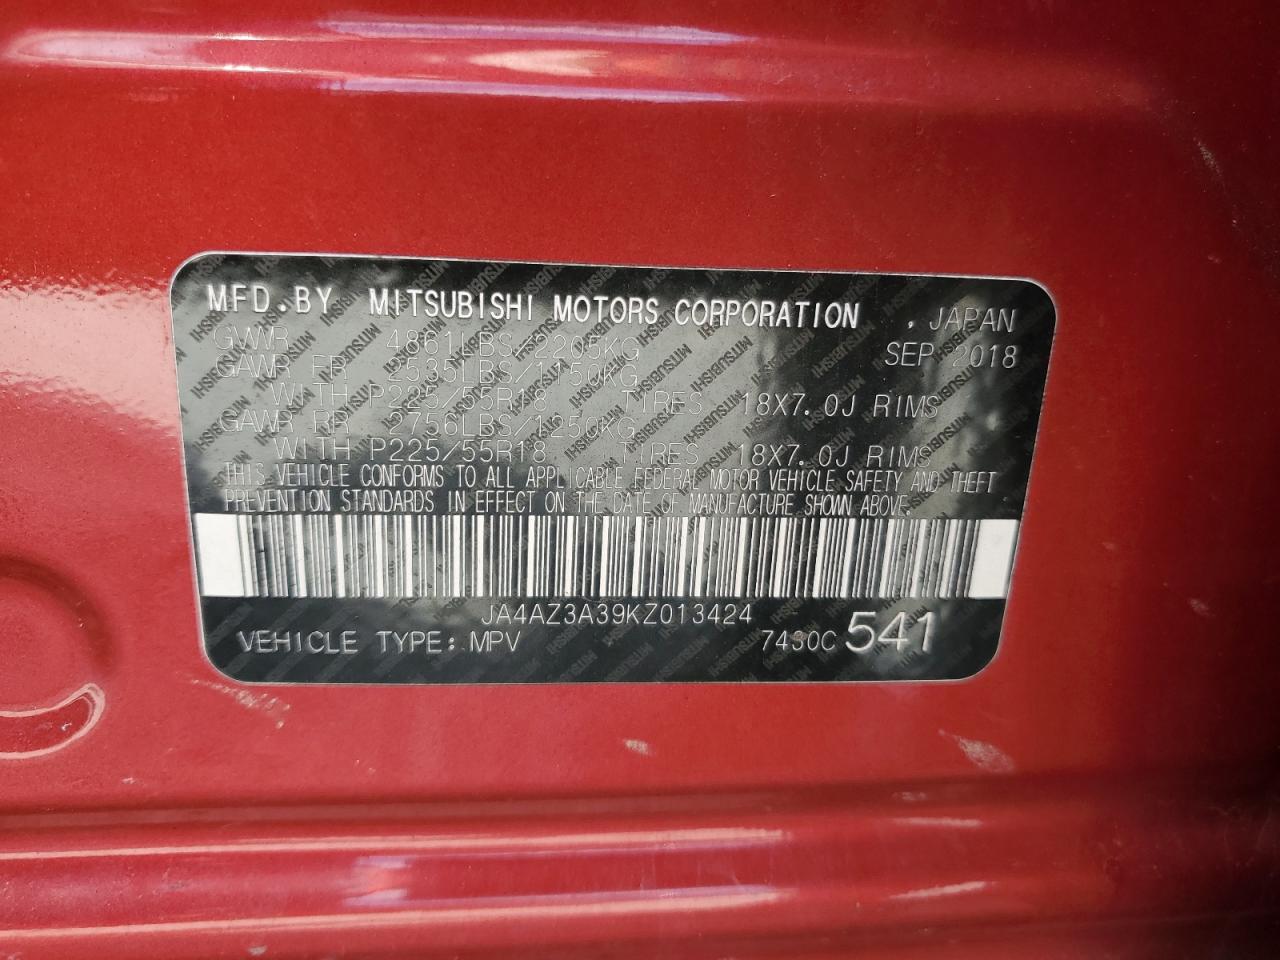 MFD.BY MITSUBISHI MOTORS CORPORATION , JAPAN
GVWR 4861LBS/2205KG SEP 2018
GAWR FR 2535LBS/1150KG
WITH P225/55R18 TIRES 18X7.0J RIMS
GAWR RR 2756LBS/1250KG
WITH P225/55R18 TIRES 18X7.0J RIMS
THIS VEHICLE CONFORMS TO ALL APPLICABLE FEDERAL MOTOR VEHICLE SAFETY AND THEFT
PREVENTION STANDARDS IN EFFECT ON THE DATE OF MANUFACTURE SHOWN ABOVE.
JA4AZ3A39KZ013424
VEHICLE TYPE: MPV 7430C 541